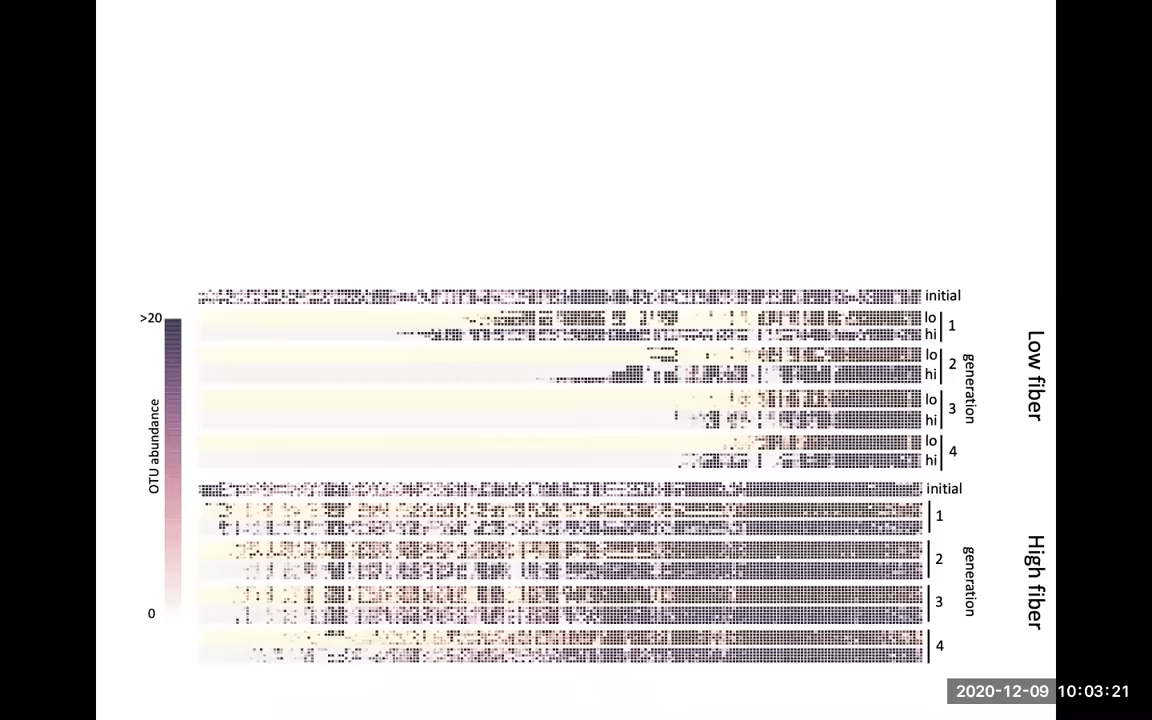 initial
>20
lo
hi
1
lo
hi
2
lo
hi
3
lo
hi
4
generation
Low fiber
OTU abundance
0
initial
1
2
3
4
generation
High fiber
2020-12-09 10:03:21